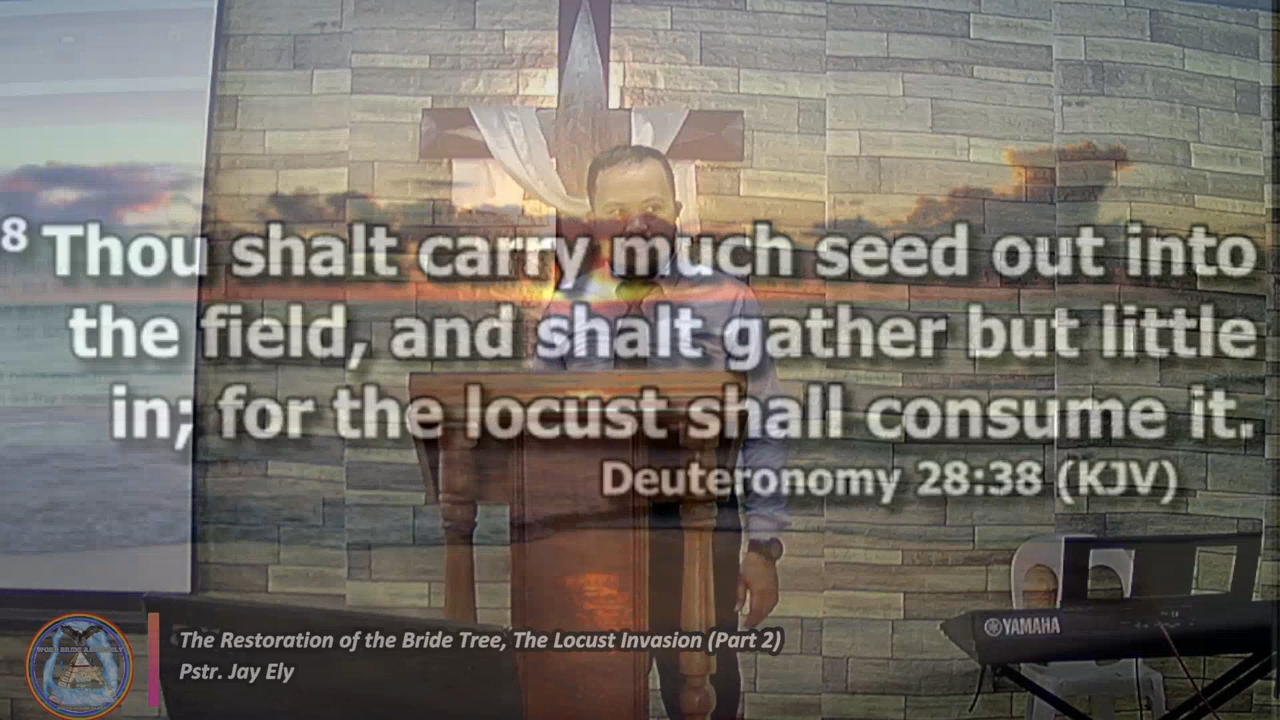 8 Thou shalt carry much seed out into
the field, and shalt gather but little
in; for the locust shall consume it.
Deuteronomy 28:38 (KJV)
YAMAHA
The Restoration of the Bride Tree, The Locust Invasion (Part 2)
Pstr. Jay Ely